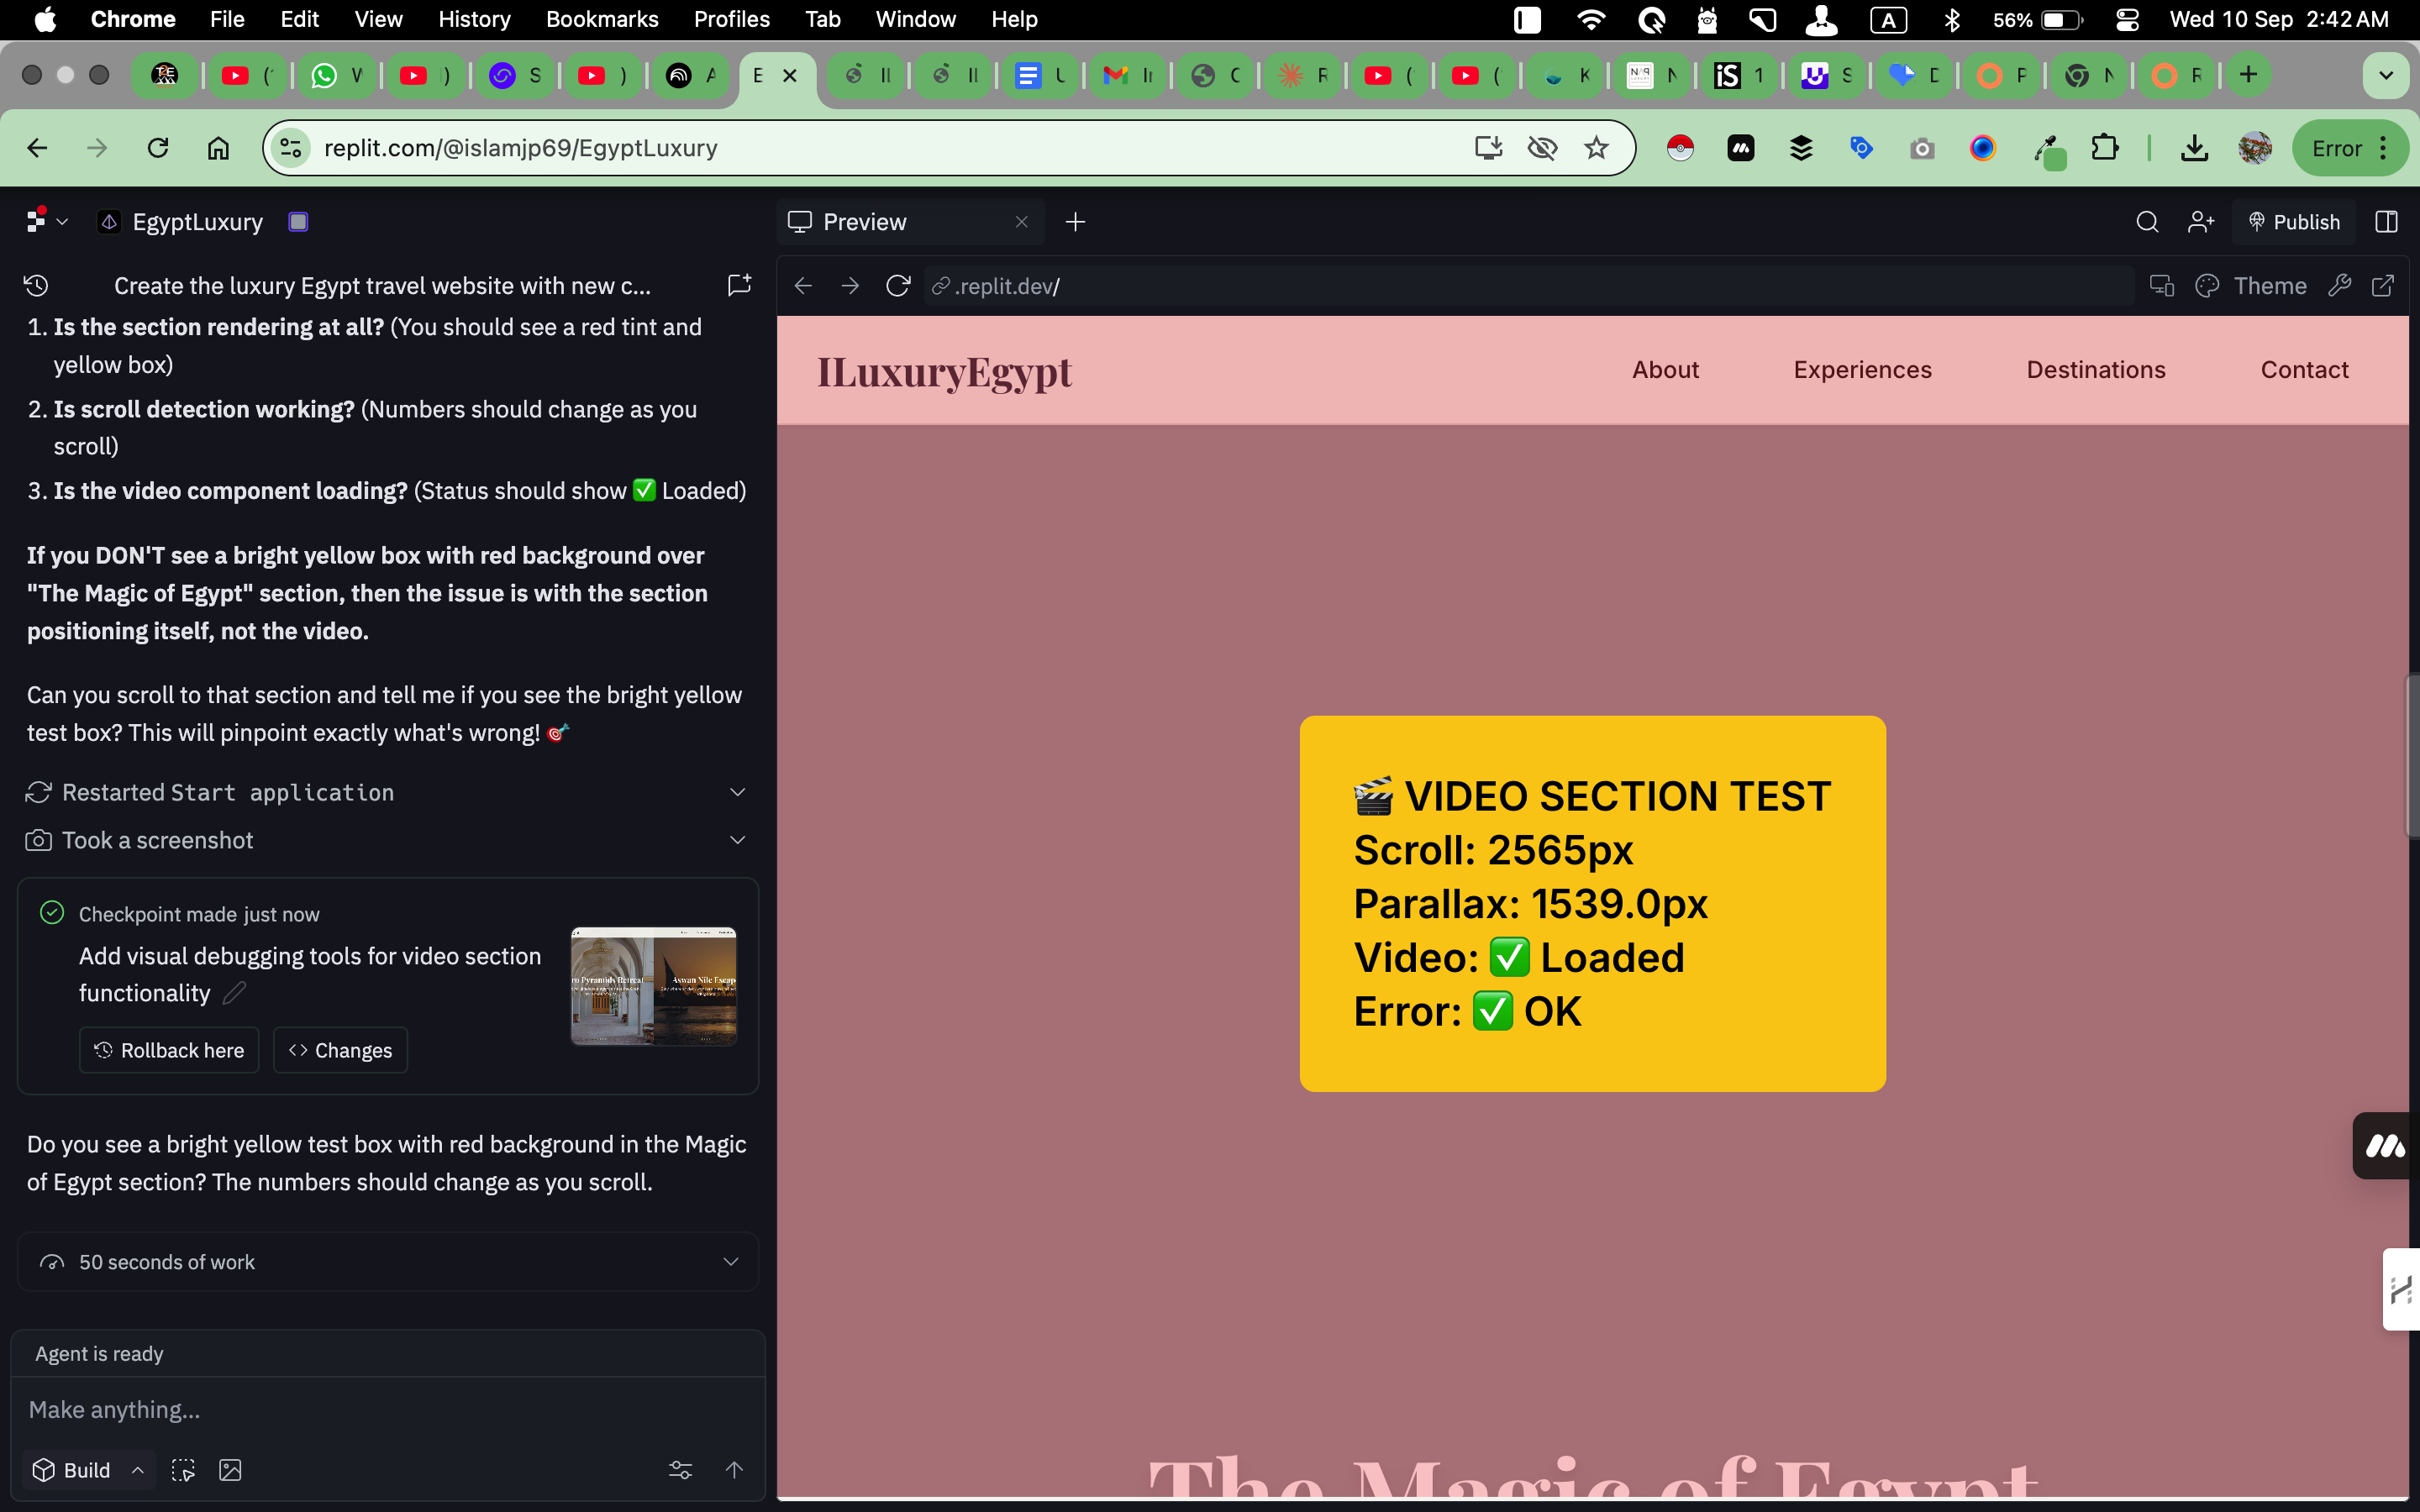 Chrome File Edit View History Bookmarks Profiles Tab Window Help A 56% Wed 10 Sep 2:42 AM
E
replit.com/@islamjp69/EgyptLuxury
Error
EgyptLuxury
Preview
Publish
Create the luxury Egypt travel website with new c...
.replit.dev/
Theme
1. Is the section rendering at all? (You should see a red tint and
yellow box)
2. Is scroll detection working? (Numbers should change as you
scroll)
3. Is the video component loading? (Status should show ✅ Loaded)
If you DON'T see a bright yellow box with red background over
"The Magic of Egypt" section, then the issue is with the section
positioning itself, not the video.
Can you scroll to that section and tell me if you see the bright yellow
test box? This will pinpoint exactly what's wrong! 🎯
Restarted Start application
Took a screenshot
Checkpoint made just now
Add visual debugging tools for video section
functionality
Rollback here
Changes
Do you see a bright yellow test box with red background in the Magic
of Egypt section? The numbers should change as you scroll.
50 seconds of work
Agent is ready
Make anything...
Build
ILuxuryEgypt
About
Experiences
Destinations
Contact
🎬 VIDEO SECTION TEST
Scroll: 2565px
Parallax: 1539.0px
Video: ✅ Loaded
Error: ✅ OK
The Magic of Egypt